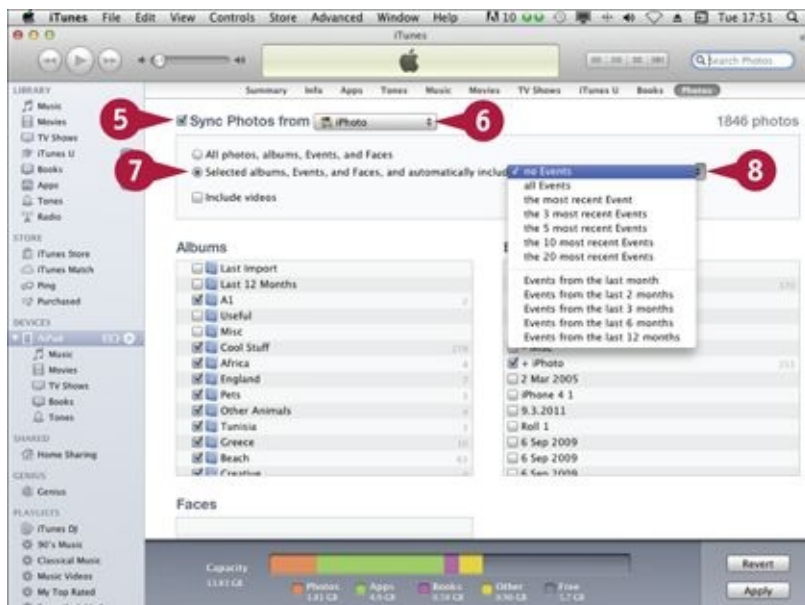 iTunes File Edit View Controls Store Advanced Window Help 10 Tue 17:51
iTunes
Search Photos
LIBRARY
Music
Movies
TV Shows
iTunes U
Books
Apps
Tones
Radio
STORE
iTunes Store
iTunes Match
Ping
Purchased
DEVICES
Music
Movies
TV Shows
Books
Tones
SHARED
Home Sharing
GENIUS
Genius
PLAYLISTS
iTunes DJ
90's Music
Classical Music
Music Videos
My Top Rated
Summary Info Apps Tones Music Movies TV Shows iTunes U Books Photos
5 Sync Photos from iPhoto 6 1846 photos
All photos, albums, Events, and Faces
7 Selected albums, Events, and Faces, and automatically includ no Events 8
Include videos
all Events
the most recent Event
the 3 most recent Events
the 5 most recent Events
the 10 most recent Events
the 20 most recent Events
Events from the last month
Events from the last 2 months
Events from the last 3 months
Events from the last 6 months
Events from the last 12 months
Albums
Last Import
Last 12 Months
A1
Useful
Misc
Cool Stuff
Africa
England
Pets
Other Animals
Tunisia
Greece
Beach
Creative
+ iPhoto
2 Mar 2005
iPhone 4 1
9.3.2011
Roll 1
6 Sep 2009
6 Sep 2009
6 Sep 2009
Faces
Capacity
13.83 GB
Photos
Apps
Books
Other
Free
Revert
Apply